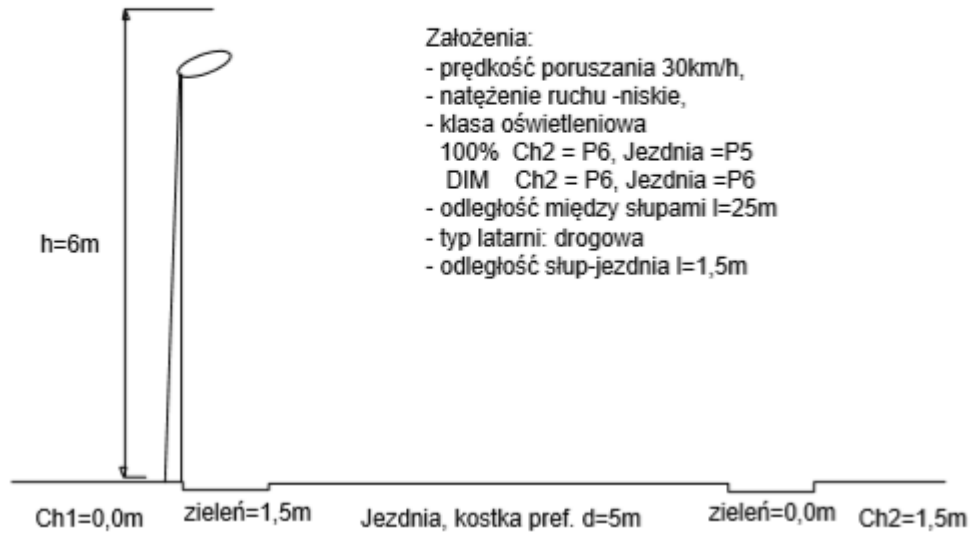 Założenia:
- prędkość poruszania 30km/h,
- natężenie ruchu -niskie,
- klasa oświetleniowa
100% Ch2 = P6, Jezdnia =P5
DIM Ch2 = P6, Jezdnia =P6
- odległość między słupami l=25m
- typ latarni: drogowa
- odległość słup-jezdnia l=1,5m
h=6m
Ch1=0,0m zieleń=1,5m Jezdnia, kostka pref. d=5m zieleń=0,0m Ch2=1,5m